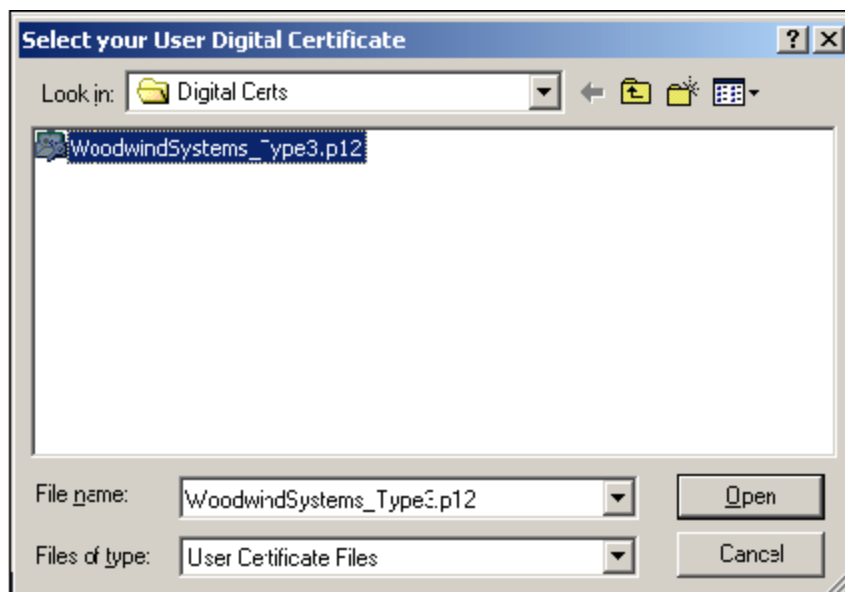 Select your User Digital Certificate
Look in: Digital Certs
WoodwindSystems_Type3.p12
File name: WoodwindSystems_Type3.p12 Open
Files of type: User Certificate Files Cancel